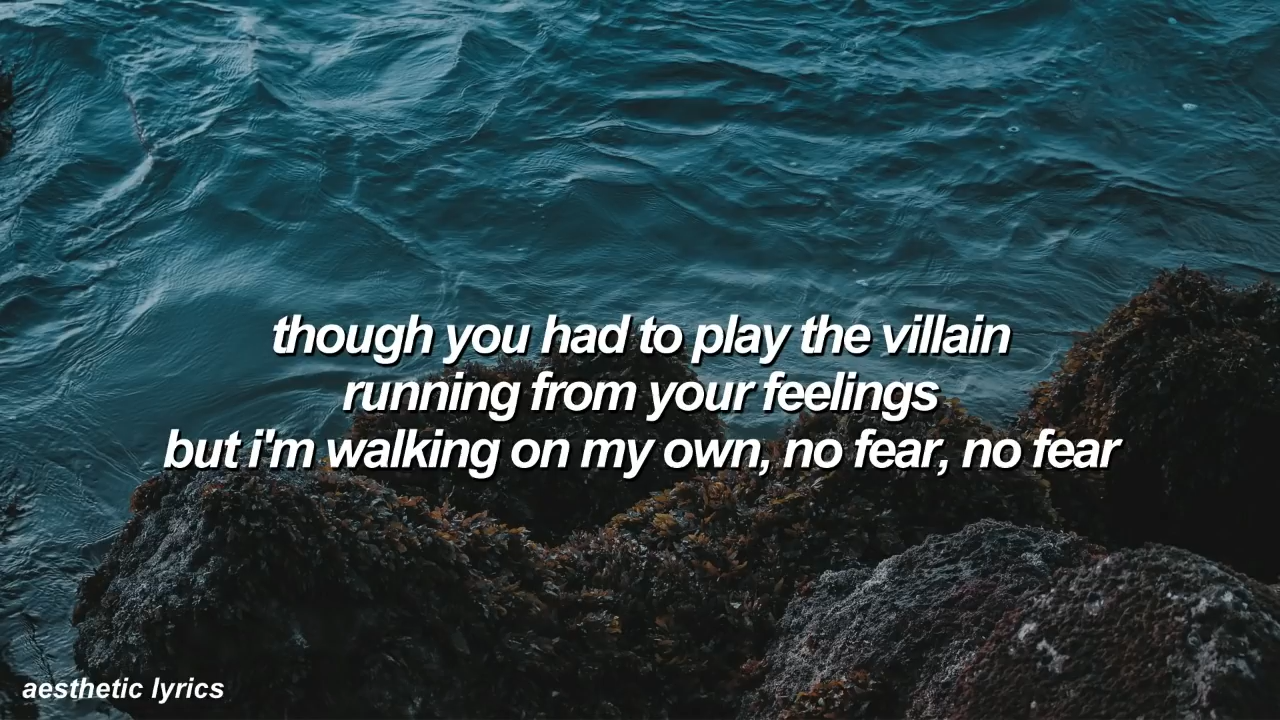 though you had to play the villain
running from your feelings
but i'm walking on my own, no fear, no fear
aesthetic lyrics